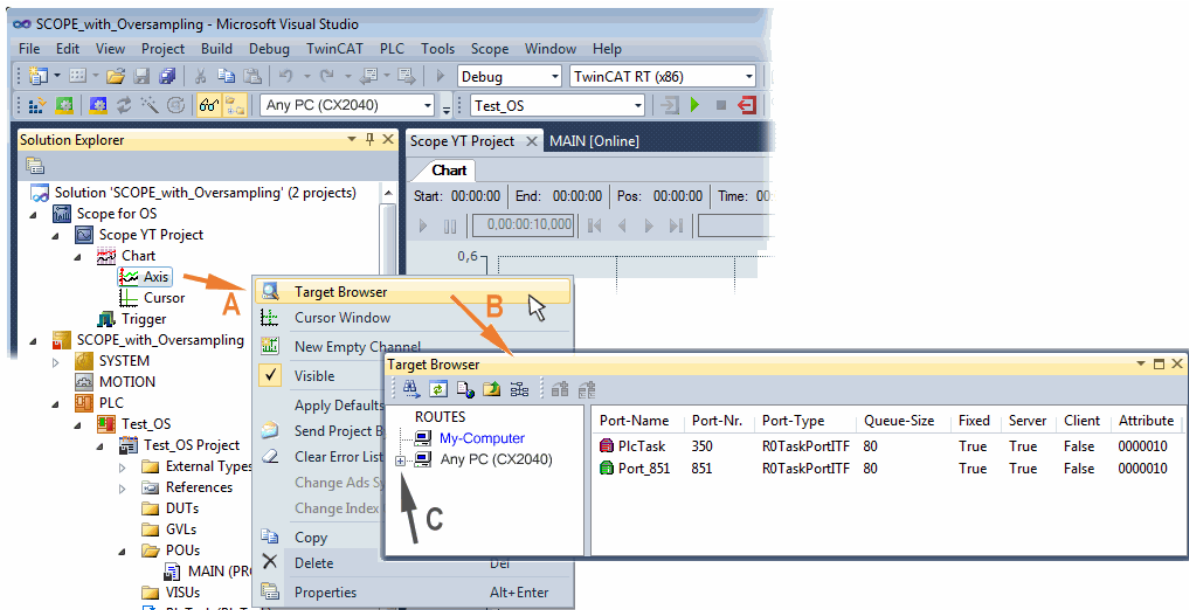 SCOPE_with_Oversampling - Microsoft Visual Studio
File Edit View Project Build Debug TwinCAT PLC Tools Scope Window Help
Debug TwinCAT RT (x86)
Any PC (CX2040) Test_OS
Solution Explorer
Solution 'SCOPE_with_Oversampling' (2 projects)
Scope for OS
Scope YT Project
Chart
Axis
Cursor
Trigger
SCOPE_with_Oversampling
SYSTEM
MOTION
PLC
Test_OS
Test_OS Project
External Types
References
DUTs
GVLs
POUs
MAIN (PR
VISUs
Scope YT Project MAIN [Online]
Chart
Start: 00:00:00 End: 00:00:00 Pos: 00:00:00 Time: 00
0,00:00:10,000
0,6
A
Target Browser
Cursor Window
New Empty Channel
Visible
Apply Defaults
Send Project B
Clear Error List
Change Ads Sy
Change Index
Copy
Delete Del
Properties Alt+Enter
B
Target Browser
ROUTES
My-Computer
Any PC (CX2040)
C
Port-Name Port-Nr. Port-Type Queue-Size Fixed Server Client Attribute
PlcTask 350 R0TaskPortITF 80 True True False 0000010
Port_851 851 R0TaskPortITF 80 True True False 0000010